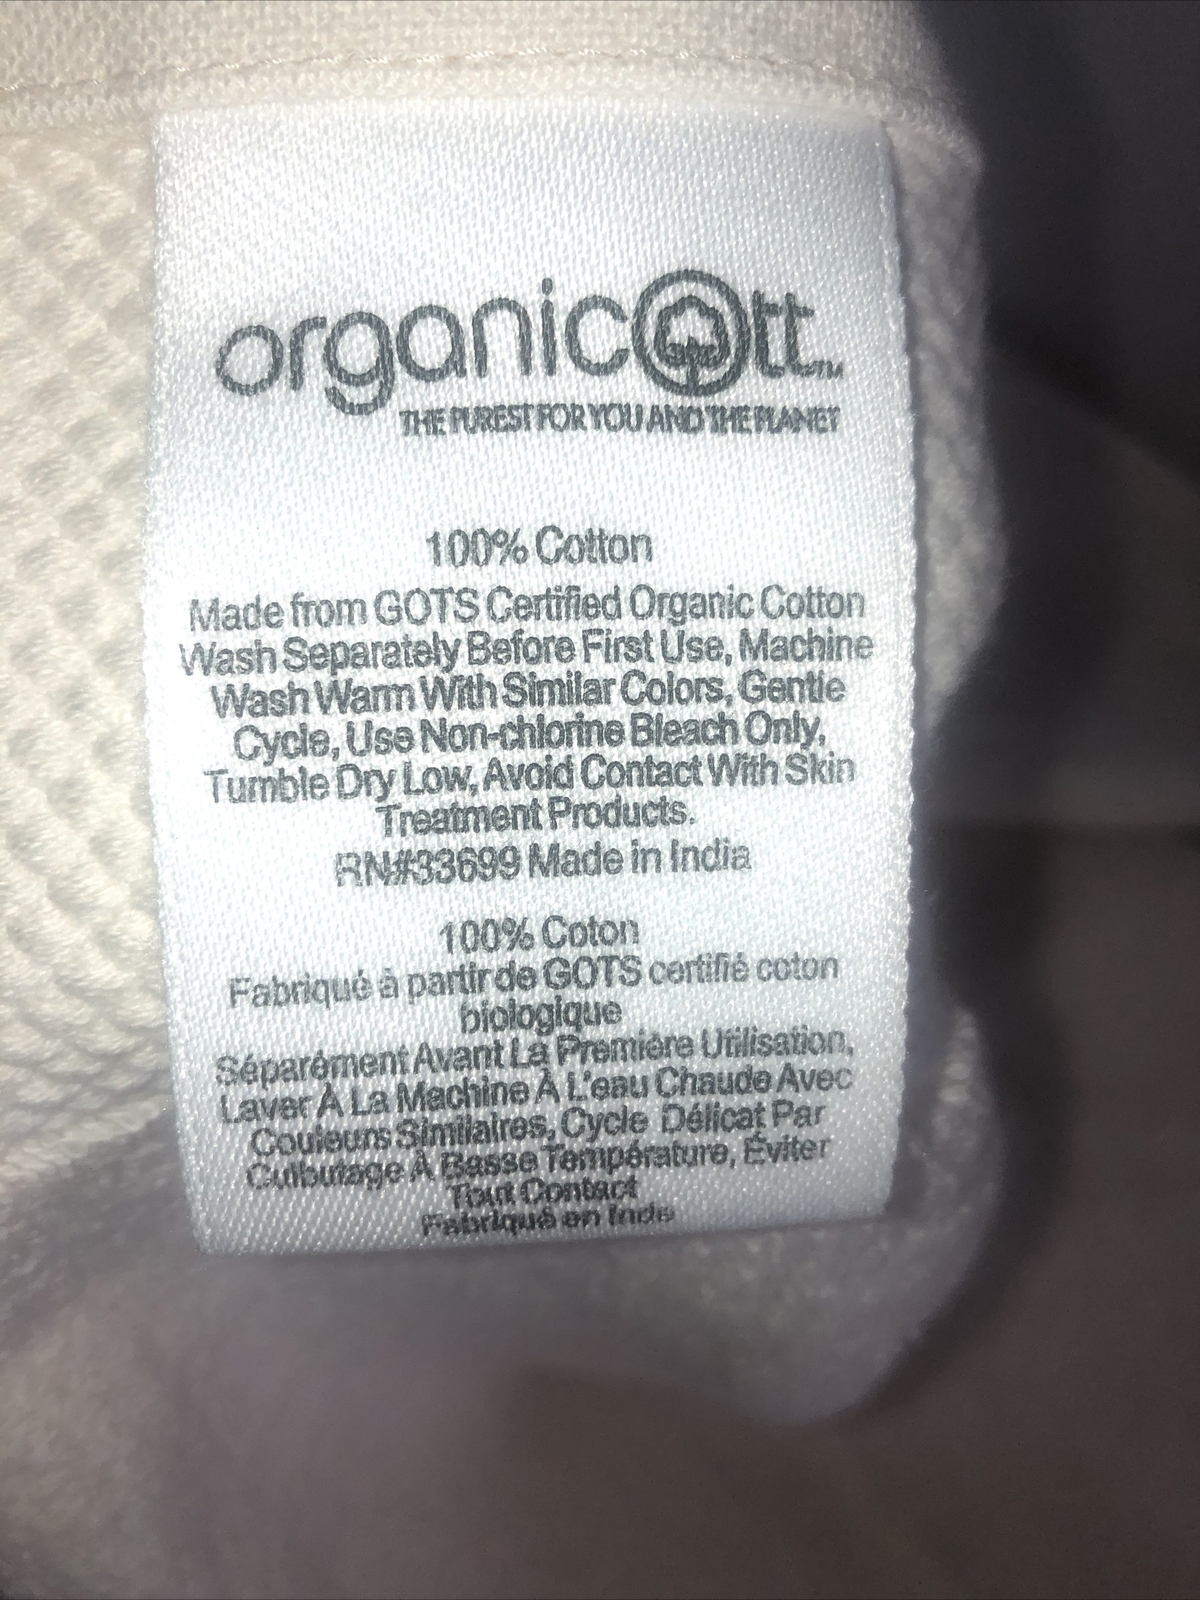 organicott™
THE PUREST FOR YOU AND THE PLANET
100% Cotton
Made from GOTS Certified Organic Cotton
Wash Separately Before First Use, Machine
Wash Warm With Similar Colors, Gentle
Cycle, Use Non-chlorine Bleach Only,
Tumble Dry Low, Avoid Contact With Skin
Treatment Products.
RN#33699 Made in India
100% Coton
Fabriqué à partir de GOTS certifié coton
biologique
Séparément Avant La Première Utilisation,
Laver À La Machine À L'eau Chaude Avec
Couleurs Similaires, Cycle Délicat Par
Culbutage À Basse Température, Éviter
Tout Contact
Fabriqué en Inde